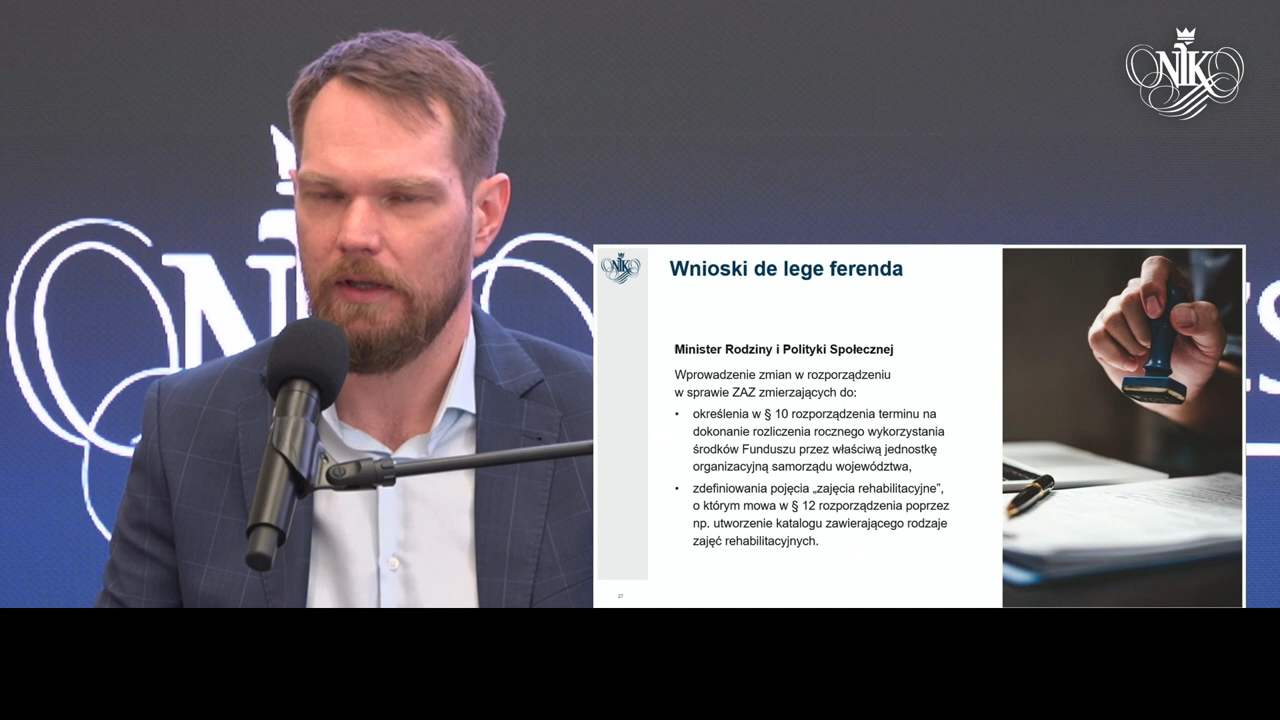 NIK
NI
NIK
Wnioski de lege ferenda
Minister Rodziny i Polityki Społecznej
Wprowadzenie zmian w rozporządzeniu
w sprawie ZAZ zmierzających do:
• określenia w § 10 rozporządzenia terminu na
dokonanie rozliczenia rocznego wykorzystania
środków Funduszu przez właściwą jednostkę
organizacyjną samorządu województwa,
• zdefiniowania pojęcia „zajęcia rehabilitacyjne”,
o którym mowa w § 12 rozporządzenia poprzez
np. utworzenie katalogu zawierającego rodzaje
zajęć rehabilitacyjnych.
27